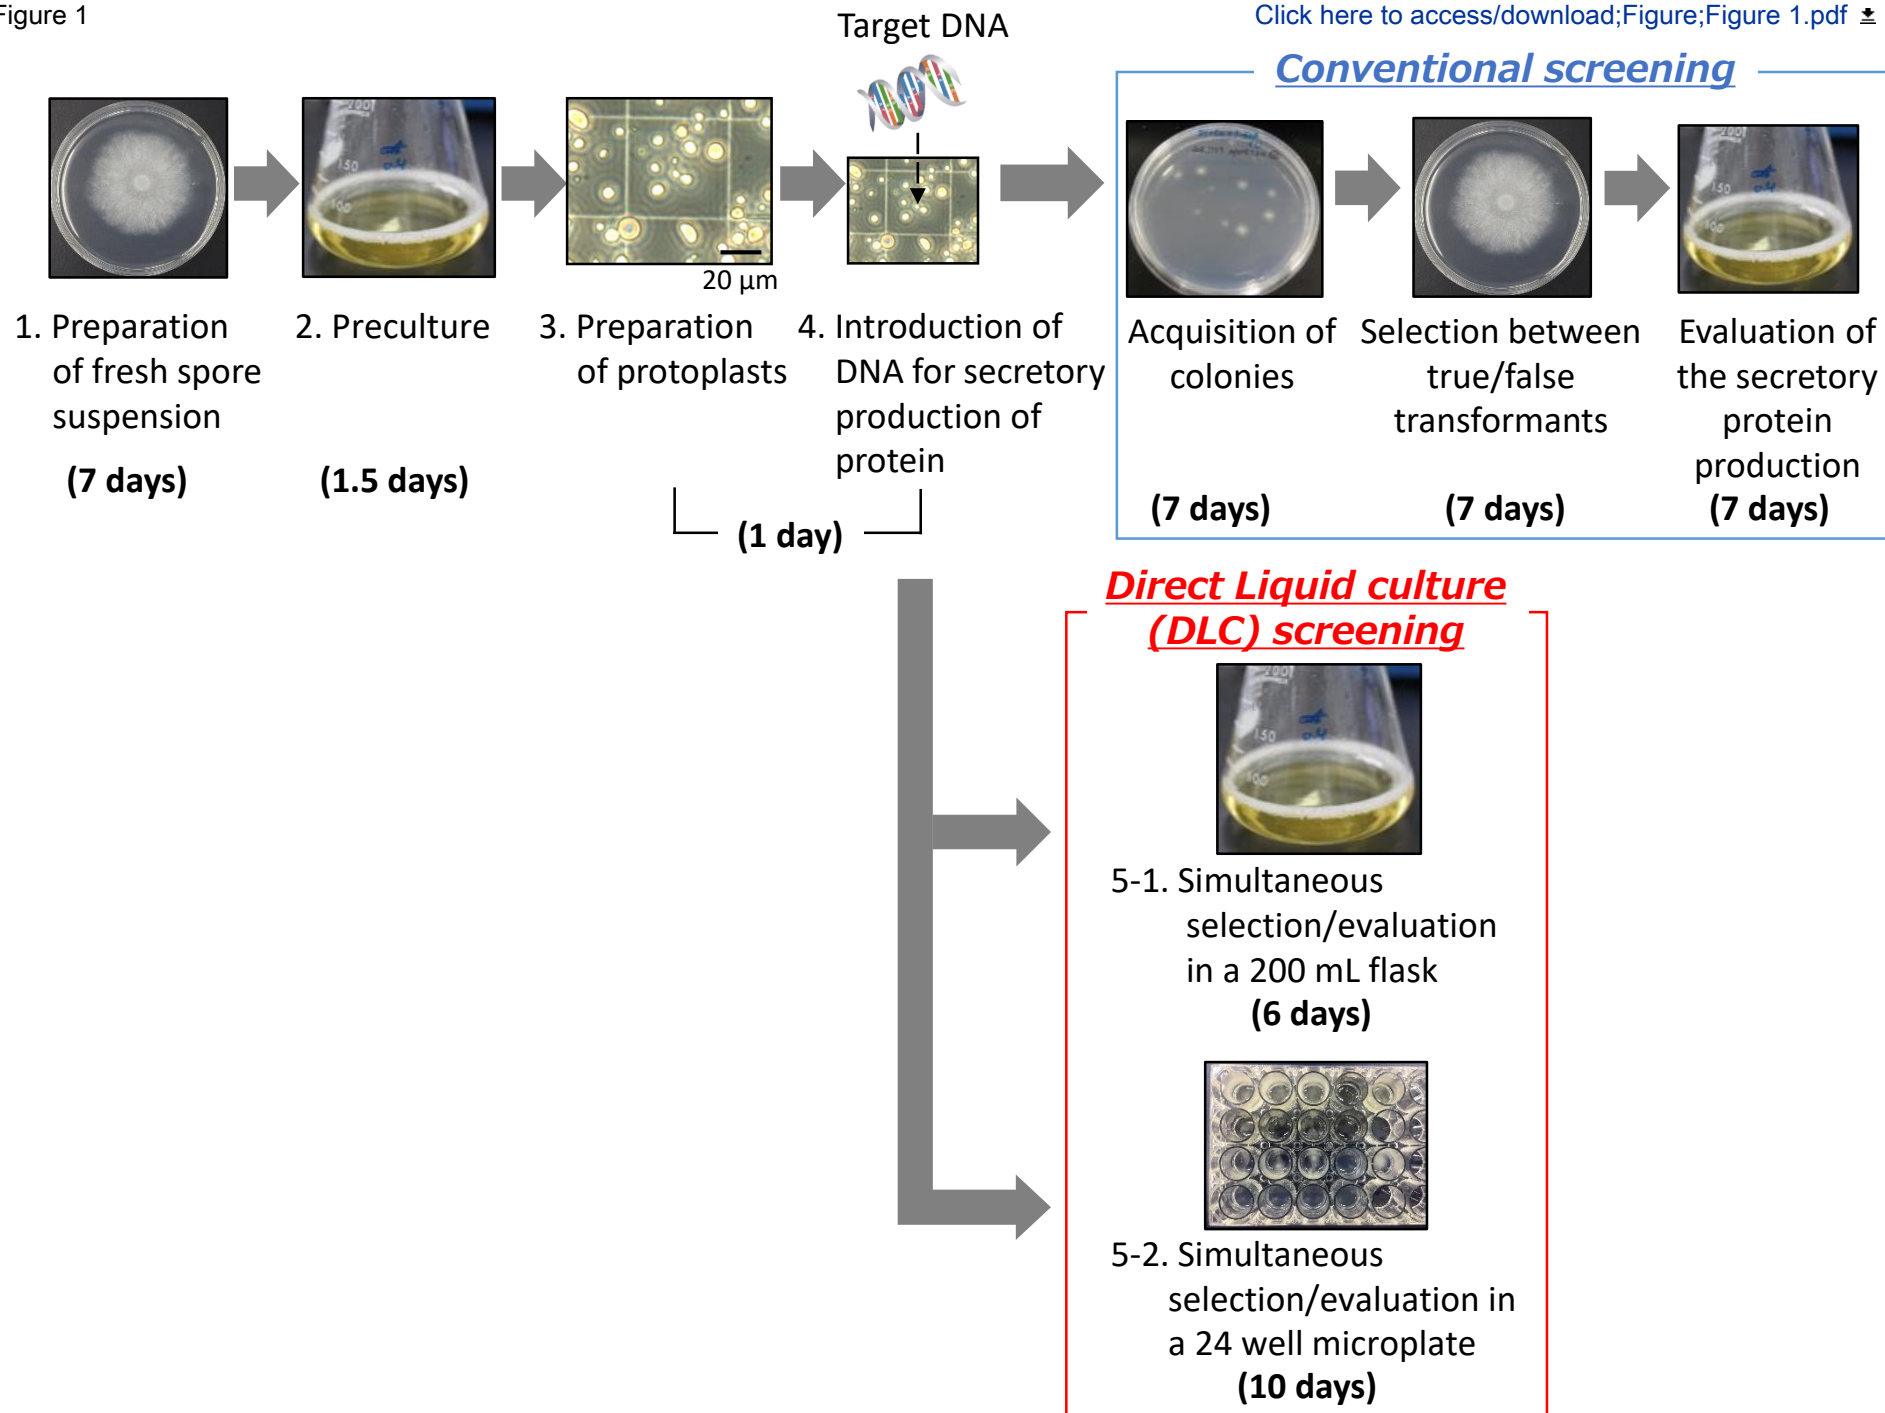 Figure 1
Click here to access/download;Figure;Figure 1.pdf
Target DNA
Conventional screening
20 µm
1. Preparation
of fresh spore
suspension
(7 days)
2. Preculture
(1.5 days)
3. Preparation
of protoplasts
4. Introduction of
DNA for secretory
production of
protein
(1 day)
Acquisition of
colonies
(7 days)
Selection between
true/false
transformants
(7 days)
Evaluation of
the secretory
protein
production
(7 days)
Direct Liquid culture
(DLC) screening
200
150
100
5-1. Simultaneous
selection/evaluation
in a 200 mL flask
(6 days)
5-2. Simultaneous
selection/evaluation in
a 24 well microplate
(10 days)